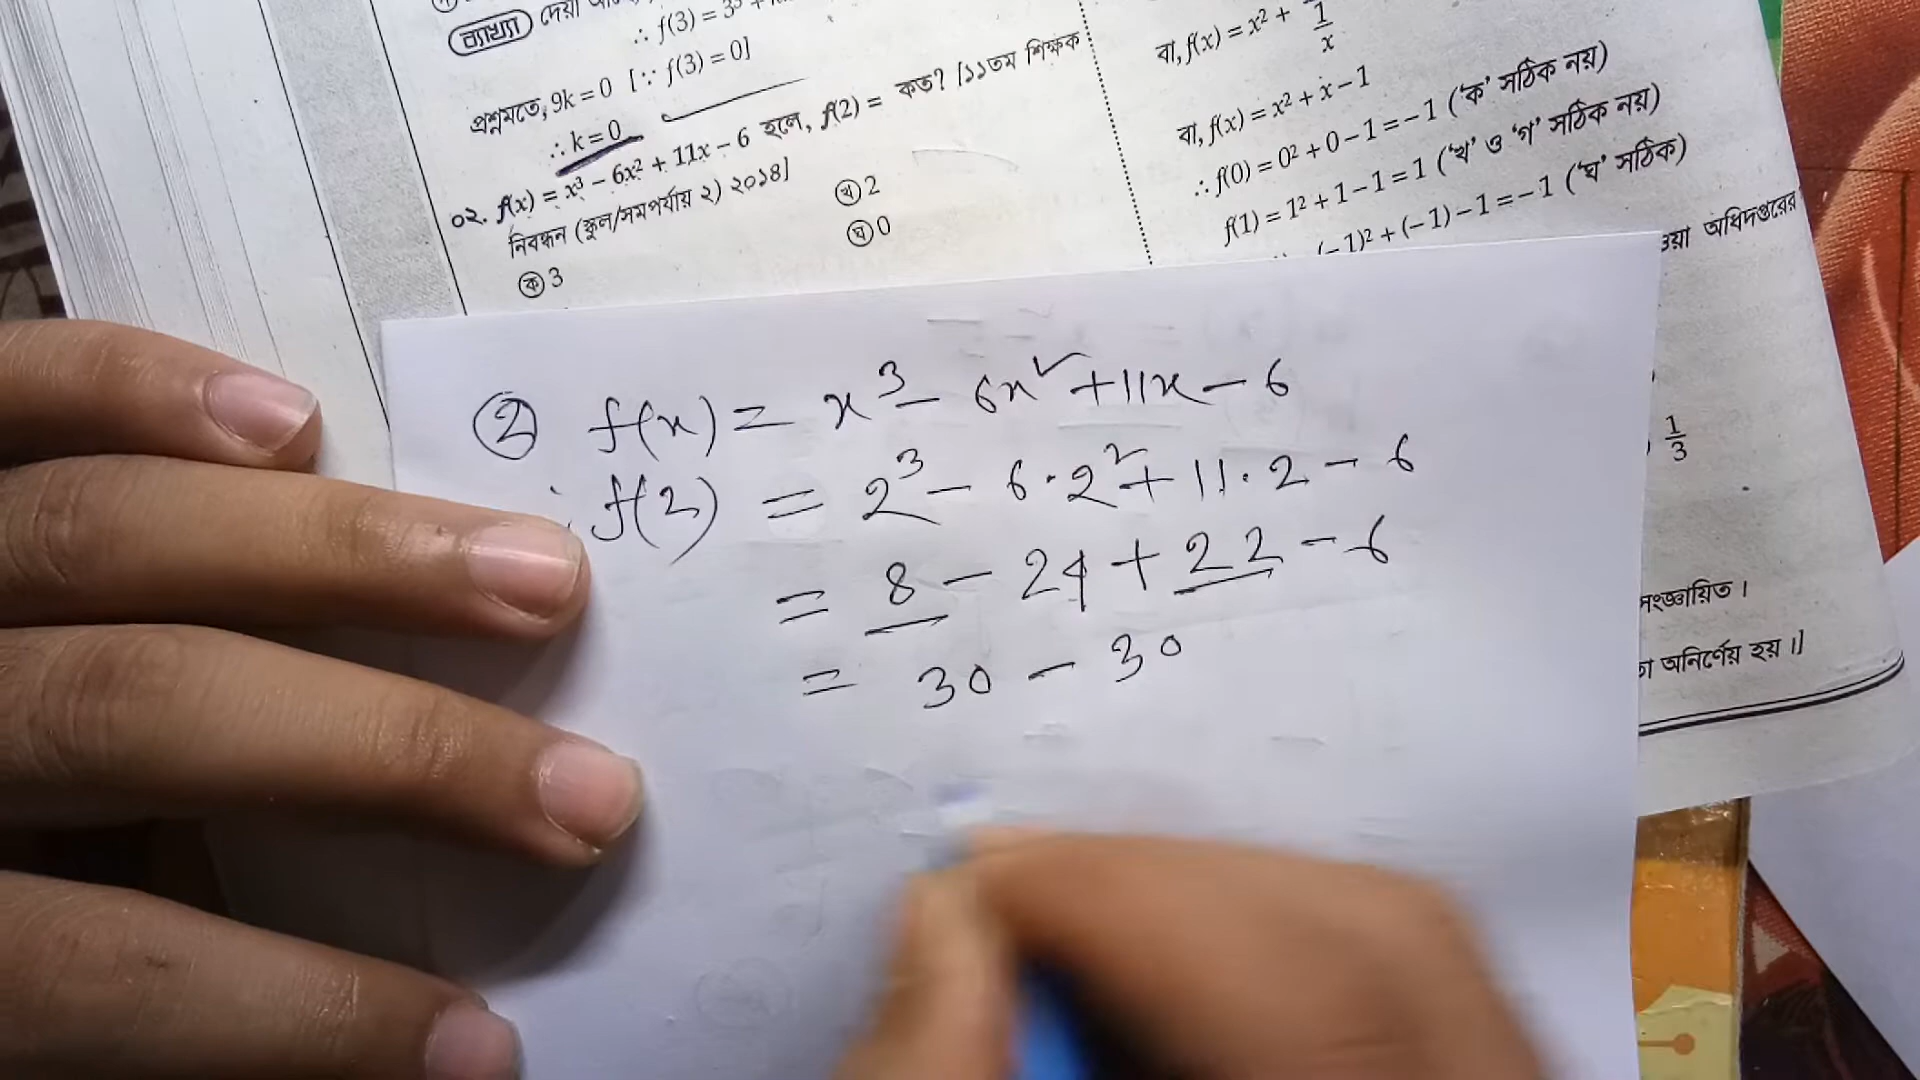 ব্যাখ্যা দেয়া
∴ f(3) = 3³ +
প্রশ্নমতে, 9k = 0 [∵ f(3) = 0]
∴ k = 0
০২. f(x) = x³ – 6x² + 11x – 6 হলে, f(2) = কত? [১১তম শিক্ষক
নিবন্ধন (স্কুল/সমপর্যায় ২) ২০১৪]
ক 3
খ 2
ঘ 0
বা, f(x) = x² + 1/x
বা, f(x) = x² + x – 1
∴ f(0) = 0² + 0 – 1 = – 1 ('ক' সঠিক নয়)
f(1) = 1² + 1 – 1 = 1 ('খ' ও 'গ' সঠিক নয়)
(– 1)² + (– 1) – 1 = – 1 ('ঘ' সঠিক)
অধিদপ্তরের
1/3
সংজ্ঞায়িত।
অনির্ণেয় হয়।]
② f(x) = x³ – 6x² + 11x – 6
f(2) = 2³ – 6·2² + 11·2 – 6
= 8 – 24 + 22 – 6
= 30 – 30